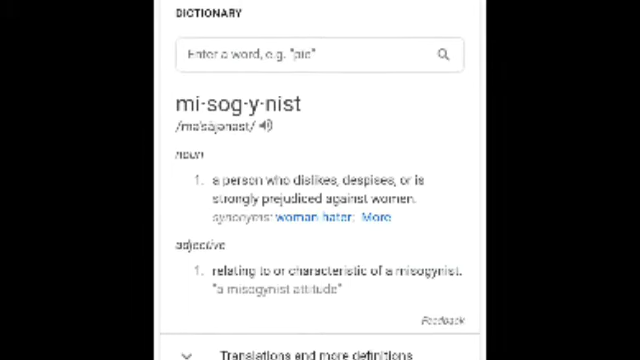 DICTIONARY
Enter a word, e.g. "pie"
mi·sog·y·nist
/məˈsäjənəst/
noun
1. a person who dislikes, despises, or is
strongly prejudiced against women.
synonyms: woman-hater; More
adjective
1. relating to or characteristic of a misogynist.
"a misogynist attitude"
Feedback
Translations and more definitions